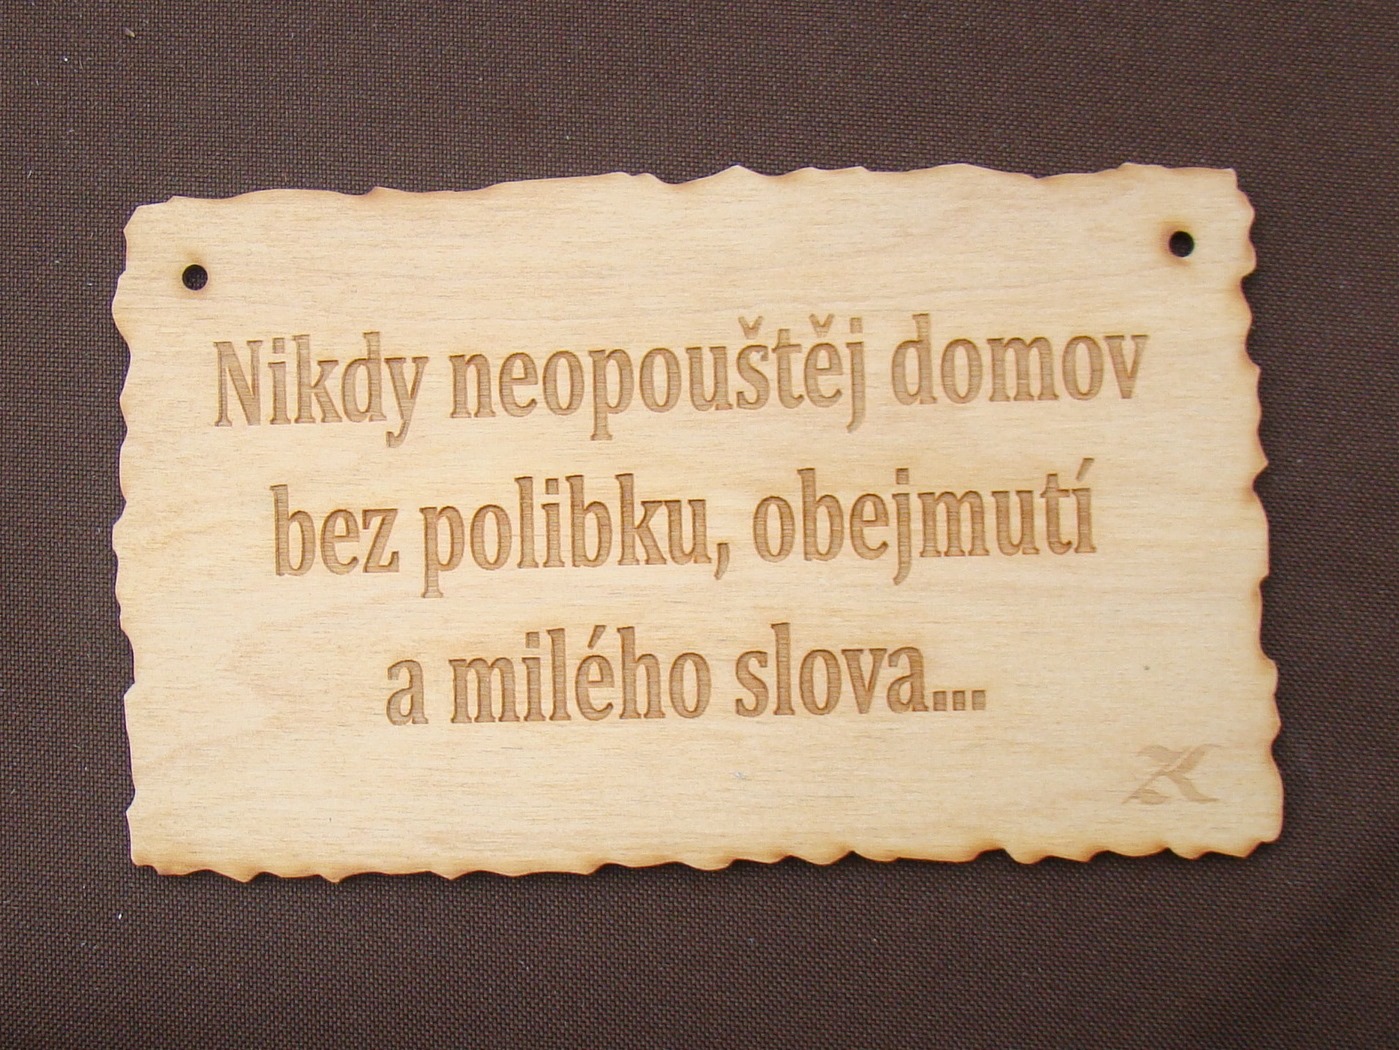 Nikdy neopouštěj domov
bez polibku, obejmutí
a milého slova...
K